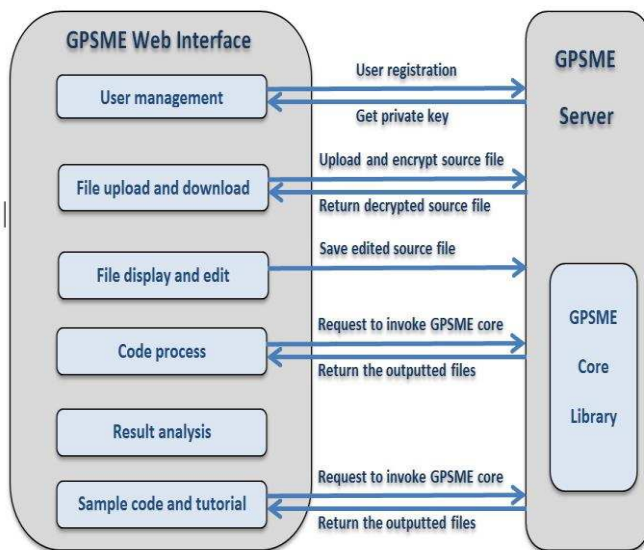 GPSME Web Interface
User management
File upload and download
File display and edit
Code process
Result analysis
Sample code and tutorial
User registration
Get private key
Upload and encrypt source file
Return decrypted source file
Save edited source file
Request to invoke GPSME core
Return the outputted files
Request to invoke GPSME core
Return the outputted files
GPSME
Server
GPSME
Core
Library